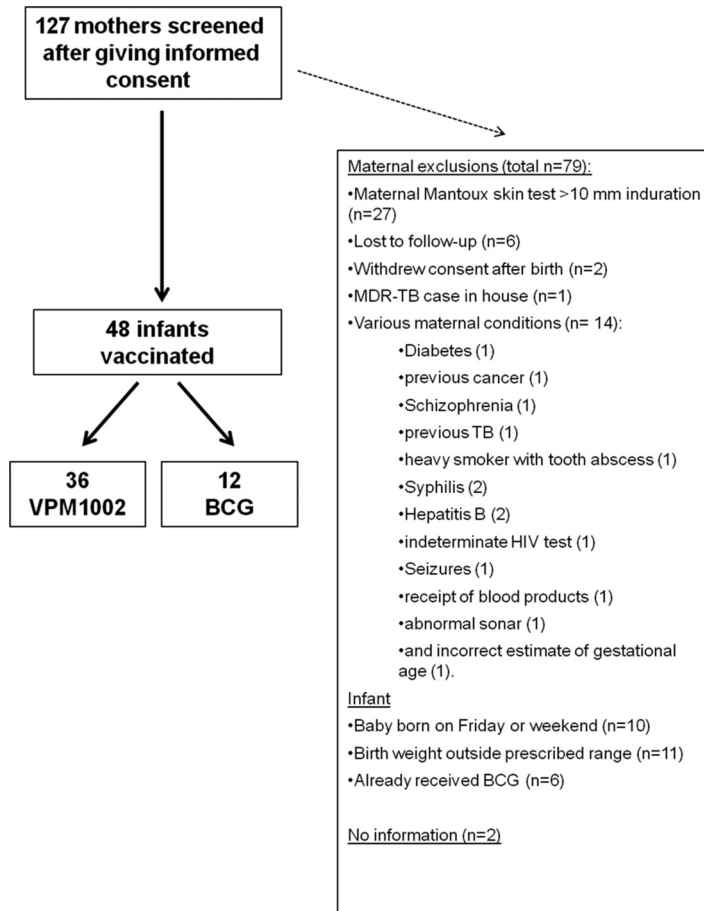 127 mothers screened
after giving informed
consent
48 infants
vaccinated
36
VPM1002
12
BCG
Maternal exclusions (total n=79):
•Maternal Mantoux skin test >10 mm induration
(n=27)
•Lost to follow-up (n=6)
•Withdrew consent after birth (n=2)
•MDR-TB case in house (n=1)
•Various maternal conditions (n= 14):
•Diabetes (1)
•previous cancer (1)
•Schizophrenia (1)
•previous TB (1)
•heavy smoker with tooth abscess (1)
•Syphilis (2)
•Hepatitis B (2)
•indeterminate HIV test (1)
•Seizures (1)
•receipt of blood products (1)
•abnormal sonar (1)
•and incorrect estimate of gestational
age (1).
Infant
•Baby born on Friday or weekend (n=10)
•Birth weight outside prescribed range (n=11)
•Already received BCG (n=6)
No information (n=2)